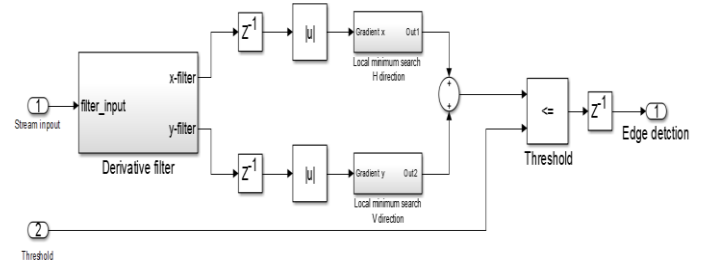 Z-1
|u|
Gradient x Out1
Local minimum search
H direction
x-filter
filter_input
y-filter
Derivative filter
1
Stream inpout
+
+
<=
Threshold
Z-1
1
Edge detction
Z-1
|u|
Gradient y Out2
Local minimum search
V direction
2
Threshold